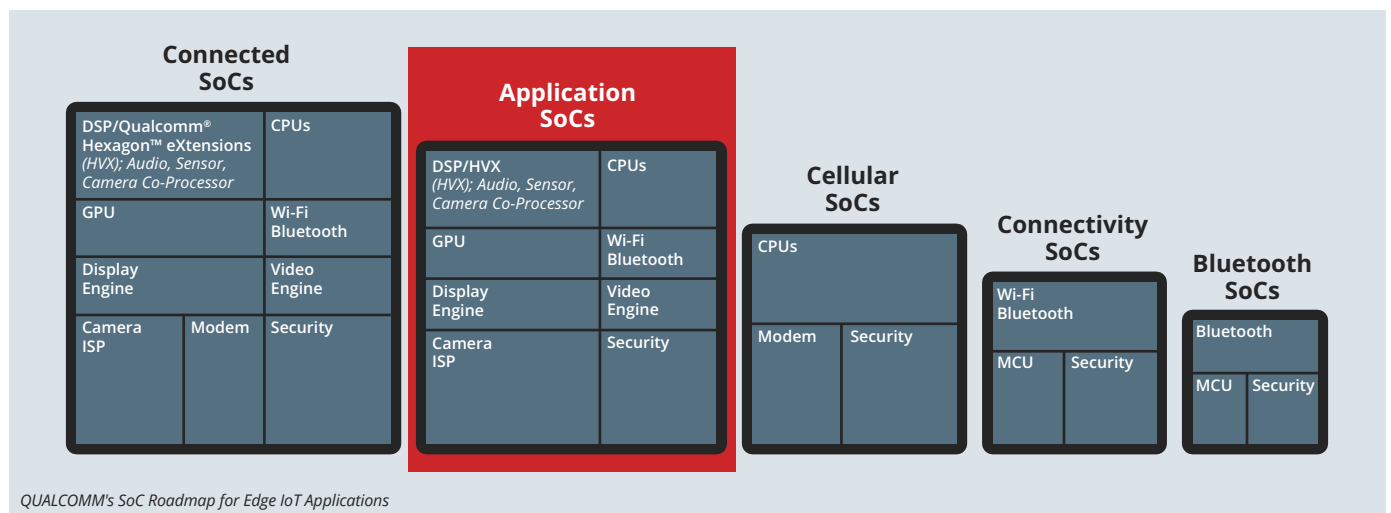 Connected
SoCs
DSP/Qualcomm®
Hexagon™ eXtensions
(HVX); Audio, Sensor,
Camera Co-Processor
CPUs
GPU
Wi-Fi
Bluetooth
Display
Engine
Video
Engine
Camera
ISP
Modem
Security
Application
SoCs
DSP/HVX
(HVX); Audio, Sensor,
Camera Co-Processor
CPUs
GPU
Wi-Fi
Bluetooth
Display
Engine
Video
Engine
Camera
ISP
Security
Cellular
SoCs
CPUs
Modem
Security
Connectivity
SoCs
Wi-Fi
Bluetooth
MCU
Security
Bluetooth
SoCs
Bluetooth
MCU
Security
QUALCOMM's SoC Roadmap for Edge IoT Applications